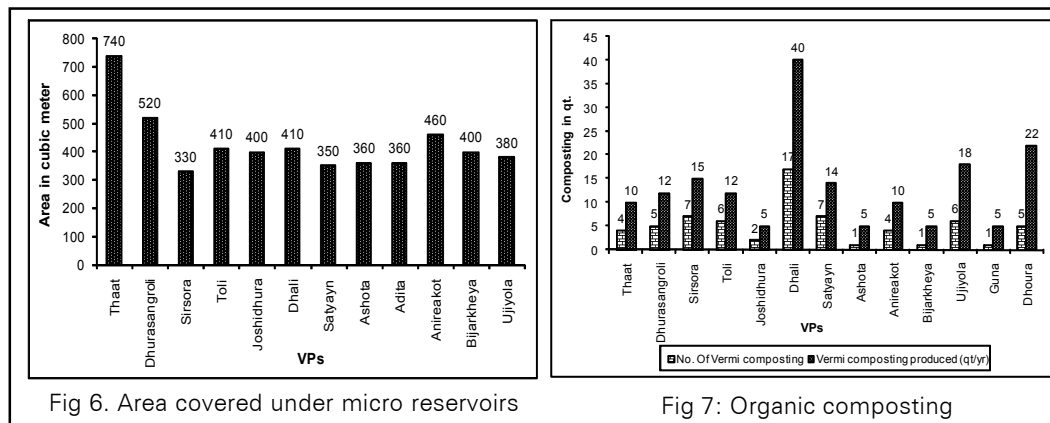 800
700
600
500
400
300
200
100
0
Area in cubic meter
740
520
330
410
400
410
350
360
360
460
400
380
Thaat
Dhurasangroli
Sirsora
Toli
Joshidhura
Dhali
Satyayn
Ashota
Adita
Anireakot
Bijarkheya
Ujiyola
VPs
Fig 6. Area covered under micro reservoirs
45
40
35
30
25
20
15
10
5
0
Composting in qt.
4
10
5
12
7
15
6
12
2
5
17
40
7
14
1
5
4
10
1
5
6
18
1
5
5
22
Thaat
Dhurasangroli
Sirsora
Toli
Joshidhura
Dhali
Satyayn
Ashota
Anireakot
Bijarkheya
Ujiyola
Guna
Dhoura
VPs
No. Of Vermi composting Vermi composting produced (qt/yr)
Fig 7: Organic composting